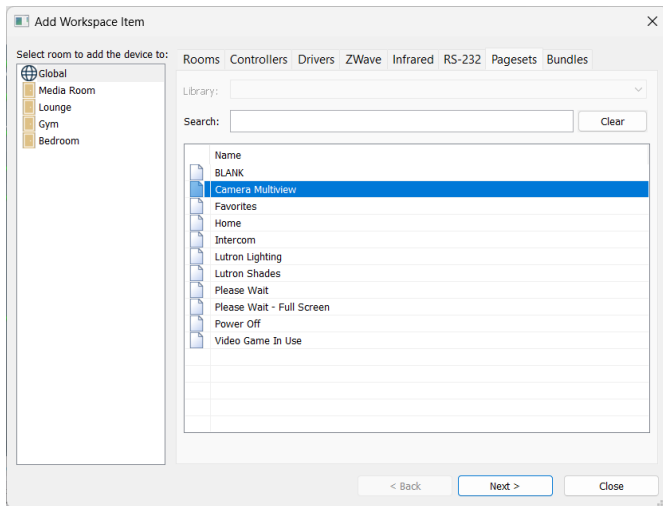 Add Workspace Item
Select room to add the device to:
Global
Media Room
Lounge
Gym
Bedroom
Rooms Controllers Drivers ZWave Infrared RS-232 Pagesets Bundles
Library:
Search: Clear
Name
BLANK
Camera Multiview
Favorites
Home
Intercom
Lutron Lighting
Lutron Shades
Please Wait
Please Wait - Full Screen
Power Off
Video Game In Use
< Back Next > Close